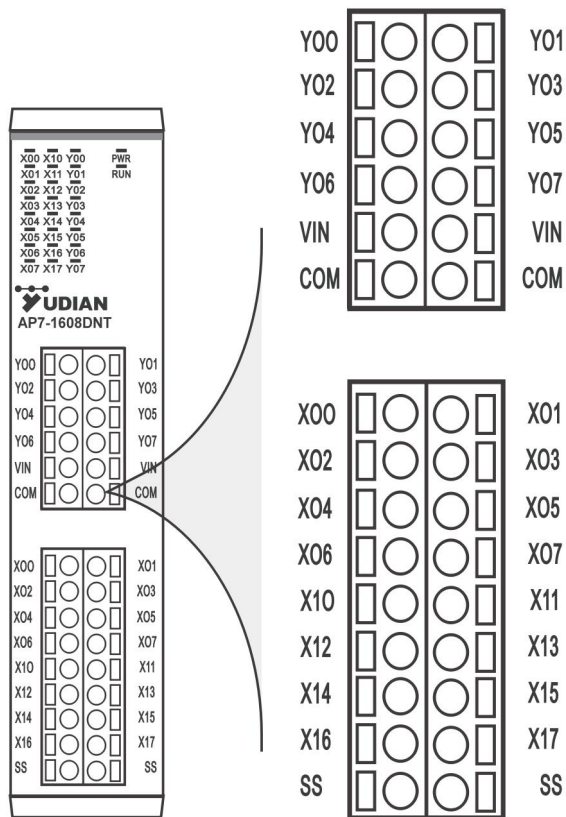 X00 X10 Y00 PWR
X01 X11 Y01 RUN
X02 X12 Y02
X03 X13 Y03
X04 X14 Y04
X05 X15 Y05
X06 X16 Y06
X07 X17 Y07
YUDIAN
AP7-1608DNT
Y00 Y01
Y02 Y03
Y04 Y05
Y06 Y07
VIN VIN
COM COM
X00 X01
X02 X03
X04 X05
X06 X07
X10 X11
X12 X13
X14 X15
X16 X17
SS SS
Y00 Y01
Y02 Y03
Y04 Y05
Y06 Y07
VIN VIN
COM COM
X00 X01
X02 X03
X04 X05
X06 X07
X10 X11
X12 X13
X14 X15
X16 X17
SS SS